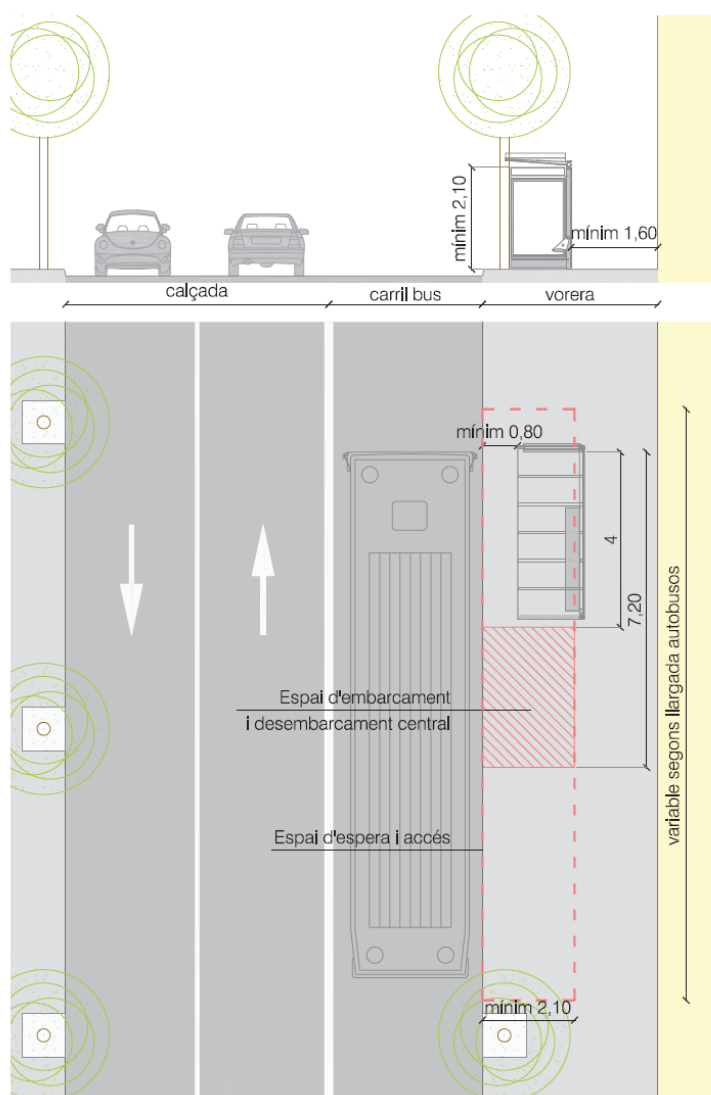 mínim 2,10
mínim 1,60
calçada
carril bus
vorera
mínim 0,80
4
7,20
Espai d'embarcament
i desembarcament central
variable segons llargada autobusos
Espai d'espera i accés
mínim 2,10